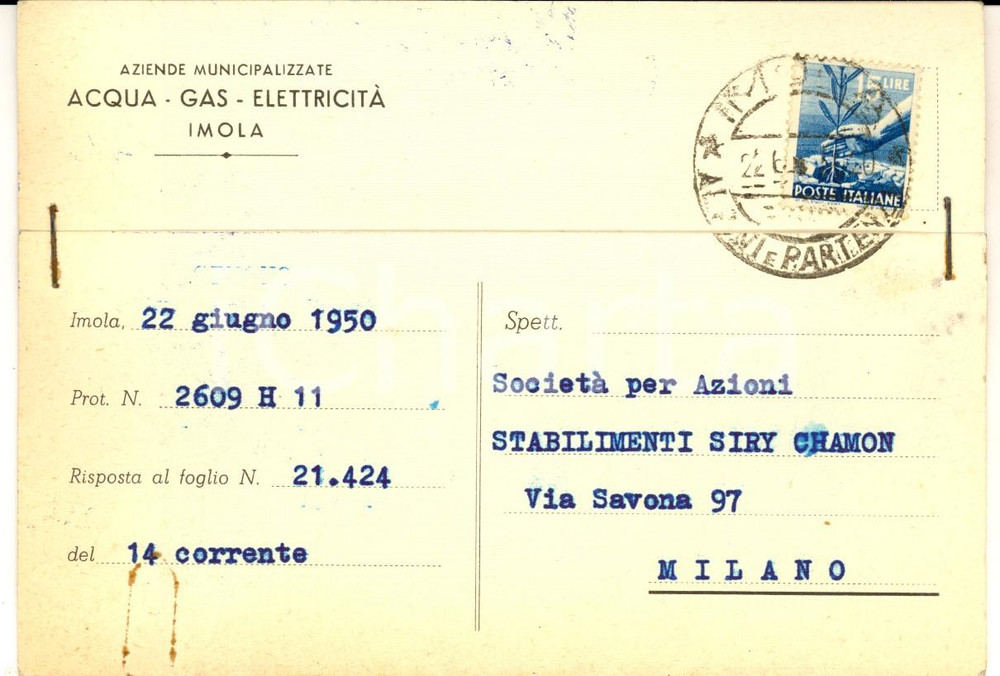 AZIENDE MUNICIPALIZZATE
ACQUA - GAS - ELETTRICITÀ
IMOLA
15 LIRE
POSTE ITALIANE
E PARTENZ
Imola, 22 giugno 1950
Prot. N. 2609 H 11
Risposta al foglio N. 21.424
del 14 corrente
Spett.
Società per Azioni
STABILIMENTI SIRY CHAMON
Via Savona 97
MILANO